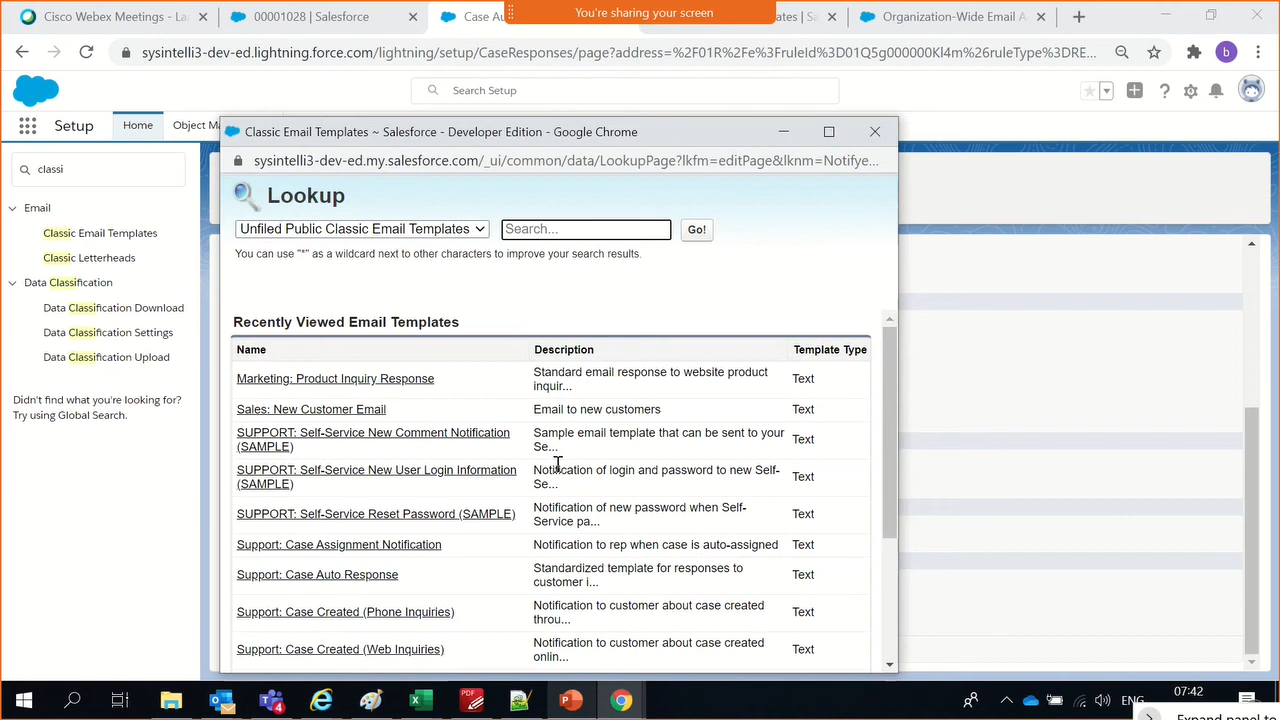 Cisco Webex Meetings - La
00001028 | Salesforce
Case Au
You're sharing your screen
ates | Sa
Organization-Wide Email A
sysintelli3-dev-ed.lightning.force.com/lightning/setup/CaseResponses/page?address=%2F01R%2Fe%3FruleId%3D01Q5g000000Kl4m%26ruleType%3DRE...
b
Search Setup
Setup
Home
Object Ma
classi
Email
Classic Email Templates
Classic Letterheads
Data Classification
Data Classification Download
Data Classification Settings
Data Classification Upload
Didn't find what you're looking for?
Try using Global Search.
Classic Email Templates ~ Salesforce - Developer Edition - Google Chrome
sysintelli3-dev-ed.my.salesforce.com/_ui/common/data/LookupPage?lkfm=editPage&lknm=Notifye...
Lookup
Unfiled Public Classic Email Templates
Search...
Go!
You can use "*" as a wildcard next to other characters to improve your search results.
Recently Viewed Email Templates
Name Description Template Type
Marketing: Product Inquiry Response Standard email response to website product inquir... Text
Sales: New Customer Email Email to new customers Text
SUPPORT: Self-Service New Comment Notification (SAMPLE) Sample email template that can be sent to your Se... Text
SUPPORT: Self-Service New User Login Information (SAMPLE) Notification of login and password to new Self-Se... Text
SUPPORT: Self-Service Reset Password (SAMPLE) Notification of new password when Self-Service pa... Text
Support: Case Assignment Notification Notification to rep when case is auto-assigned Text
Support: Case Auto Response Standardized template for responses to customer i... Text
Support: Case Created (Phone Inquiries) Notification to customer about case created throu... Text
Support: Case Created (Web Inquiries) Notification to customer about case created onlin... Text
ENG
07:42
Expand panel to